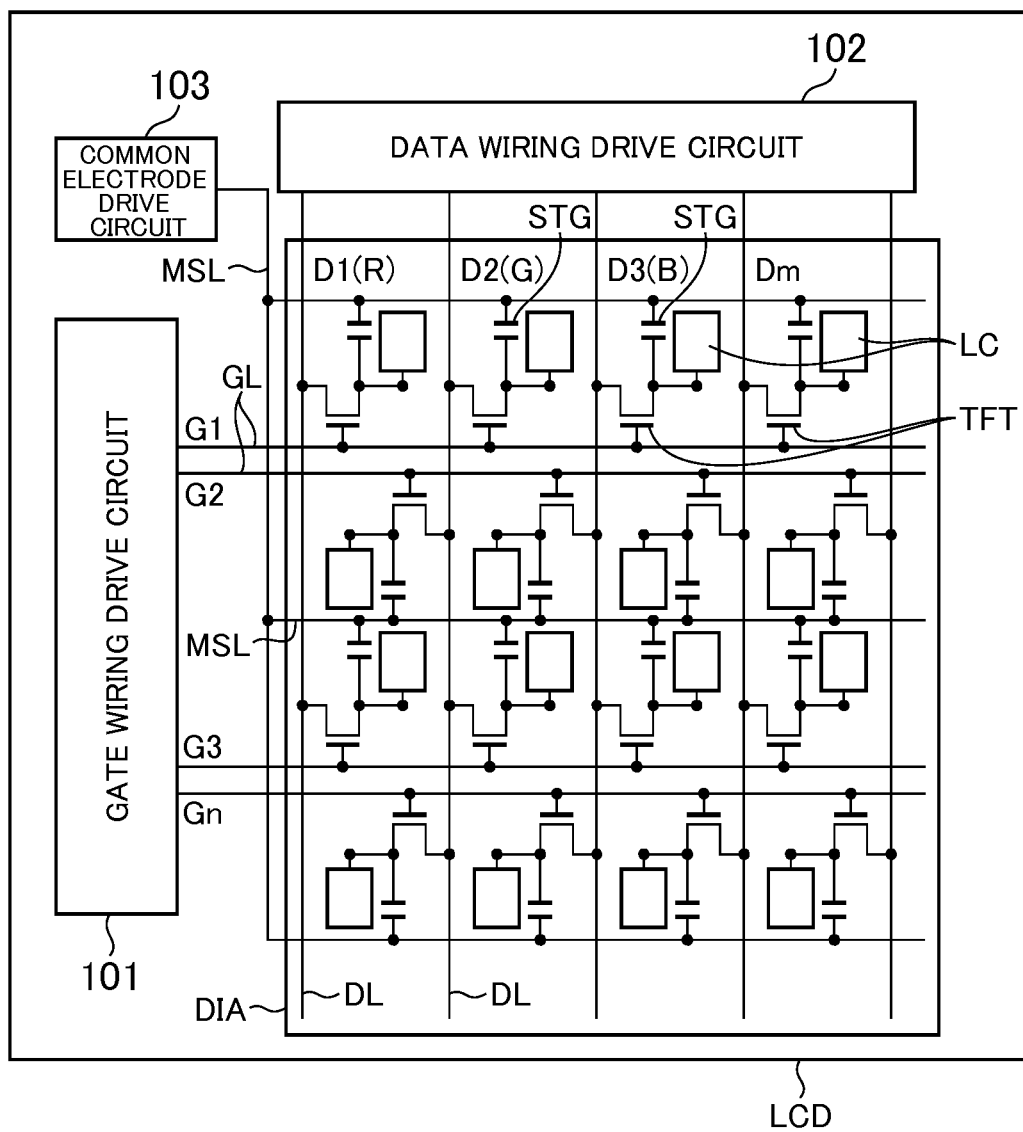 102
103
DATA WIRING DRIVE CIRCUIT
COMMON
ELECTRODE
DRIVE
CIRCUIT
STG
STG
MSL
D1(R)
D2(G)
D3(B)
Dm
LC
GL
TFT
G1
G2
GATE WIRING DRIVE CIRCUIT
MSL
G3
Gn
101
DIA
DL
DL
LCD